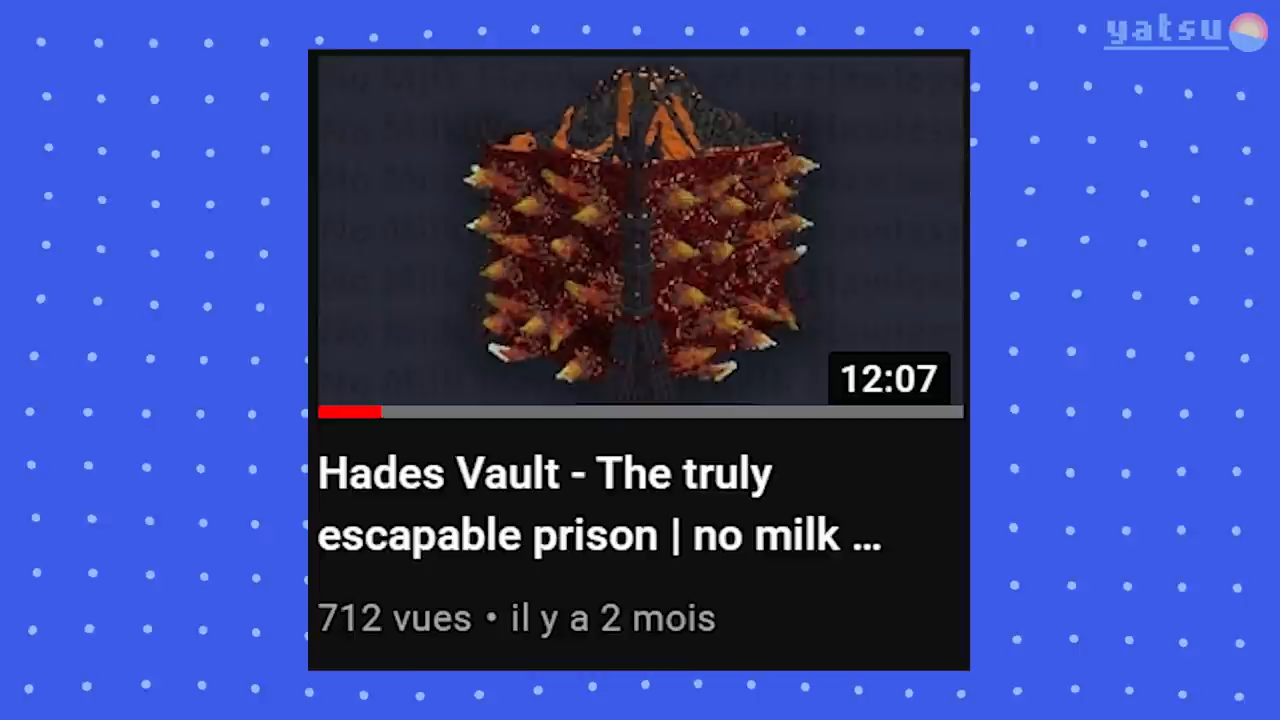 yatsu
12:07
Hades Vault - The truly
escapable prison | no milk ...
712 vues • il y a 2 mois